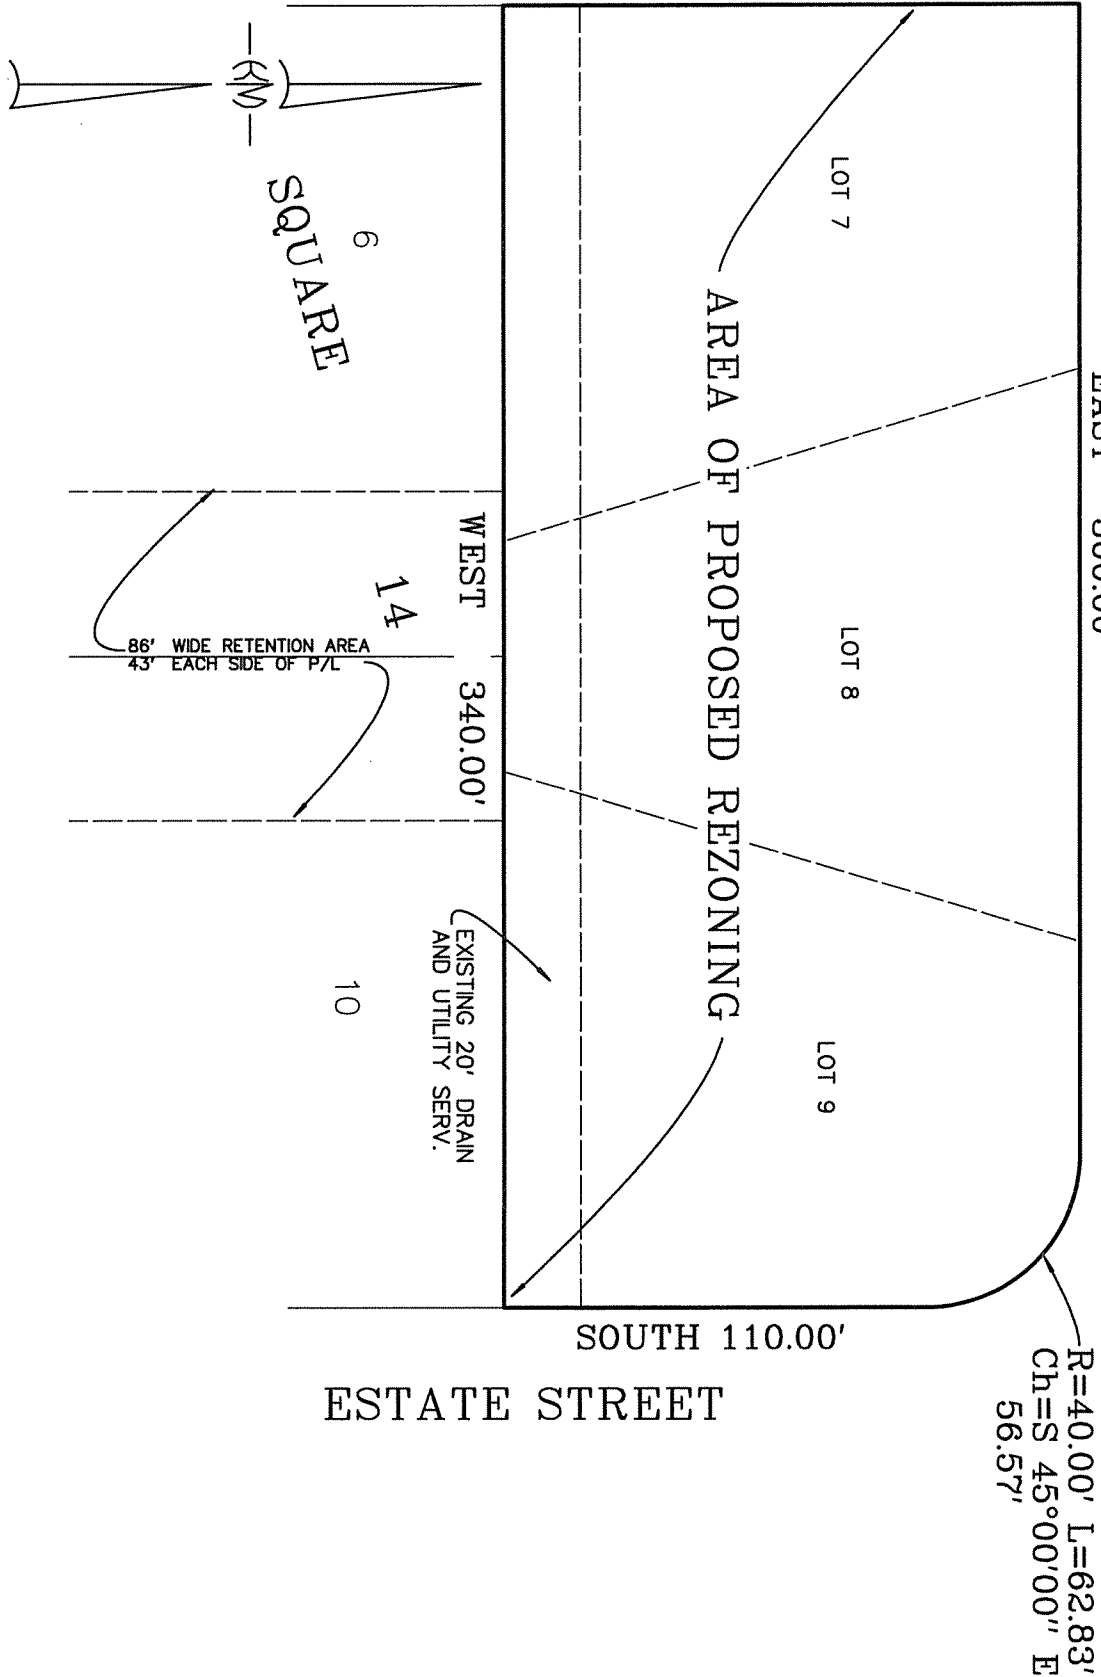 LOT 7
LOT 8
LOT 9
AREA OF PROPOSED REZONING
R=40.00' L=62.83'
Ch=S 45°00'00" E
56.57'
SOUTH 110.00'
ESTATE STREET
WEST 340.00'
EXISTING 20' DRAIN
AND UTILITY SERV.
86' WIDE RETENTION AREA
43' EACH SIDE OF P/L
6
14
10
SQUARE